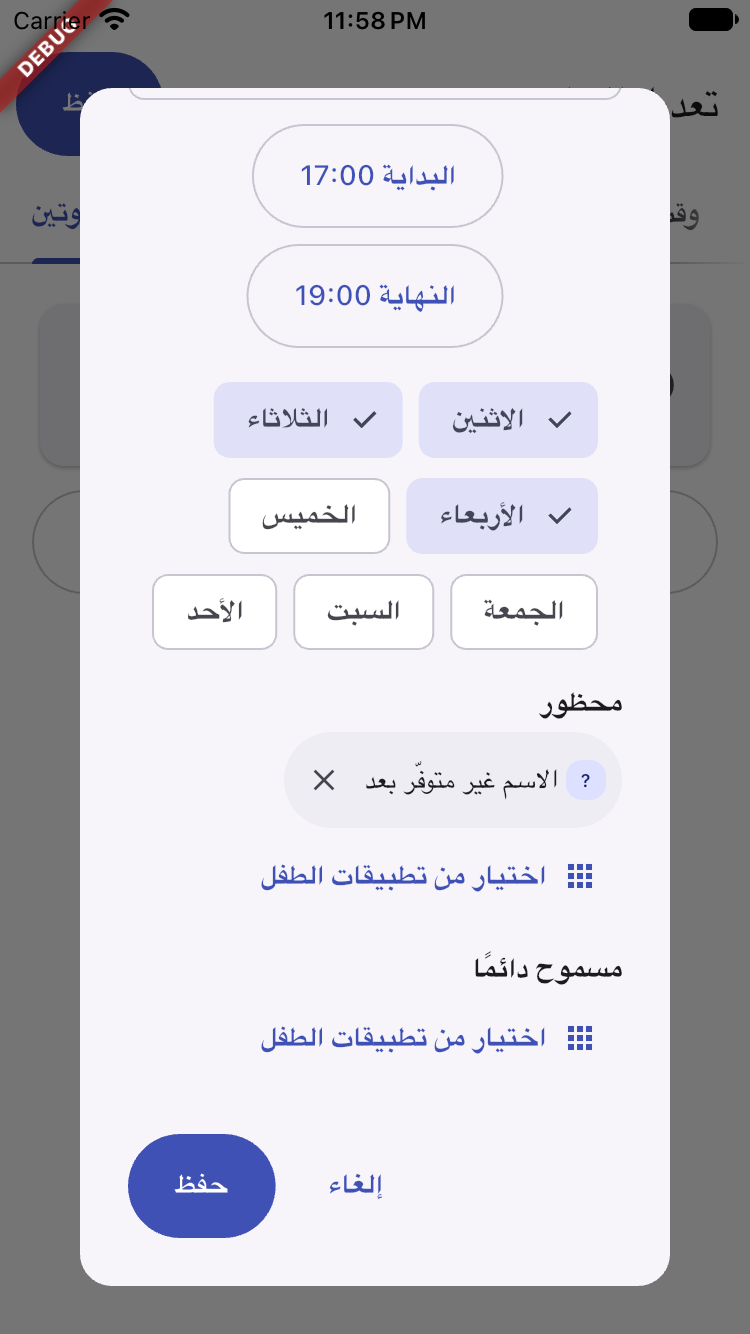 Carrier 11:58 PM
DEBUG
البداية 17:00
النهاية 19:00
الاثنين الثلاثاء
الأربعاء الخميس
الجمعة السبت الأحد
محظور
? الاسم غير متوفّر بعد
اختيار من تطبيقات الطفل
مسموح دائمًا
اختيار من تطبيقات الطفل
إلغاء حفظ